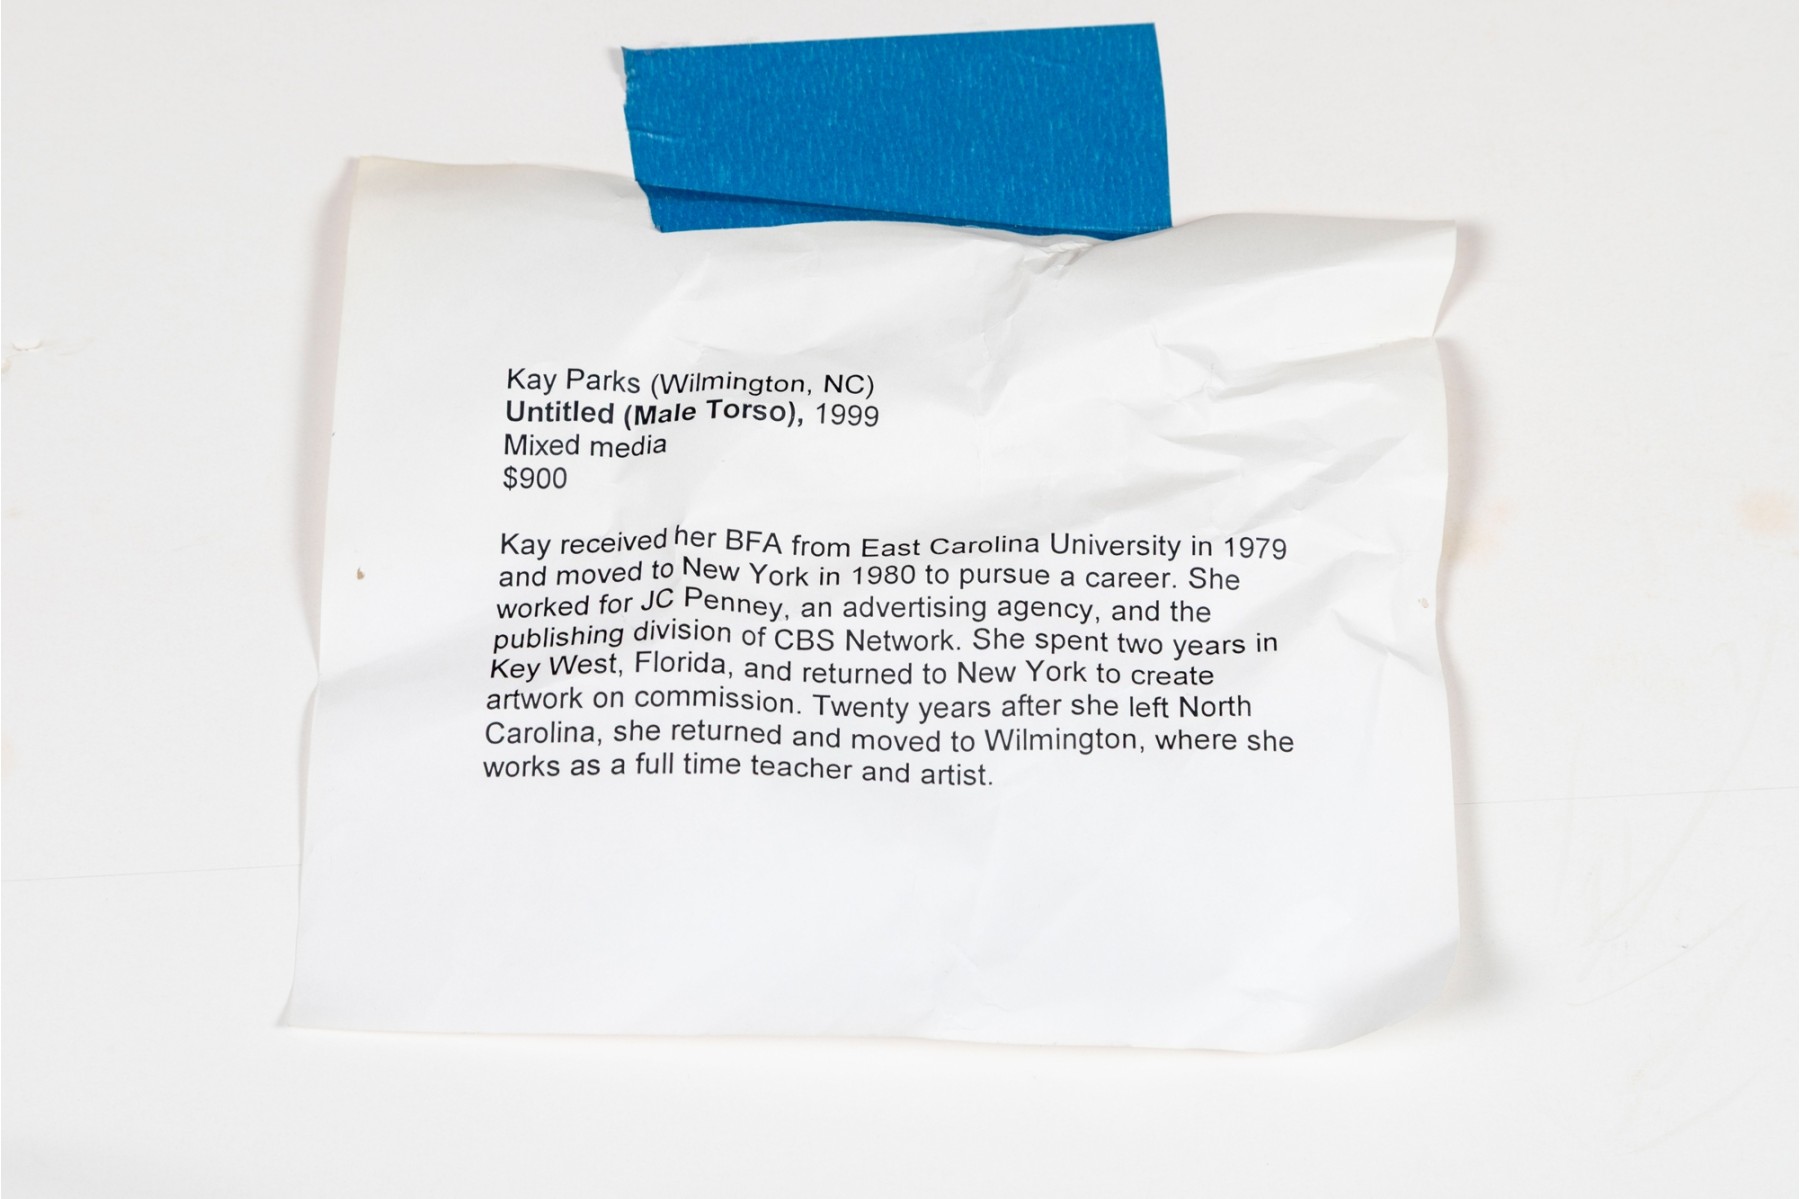 Kay Parks (Wilmington, NC)
Untitled (Male Torso), 1999
Mixed media
$900
Kay received her BFA from East Carolina University in 1979
and moved to New York in 1980 to pursue a career. She
worked for JC Penney, an advertising agency, and the
publishing division of CBS Network. She spent two years in
Key West, Florida, and returned to New York to create
artwork on commission. Twenty years after she left North
Carolina, she returned and moved to Wilmington, where she
works as a full time teacher and artist.